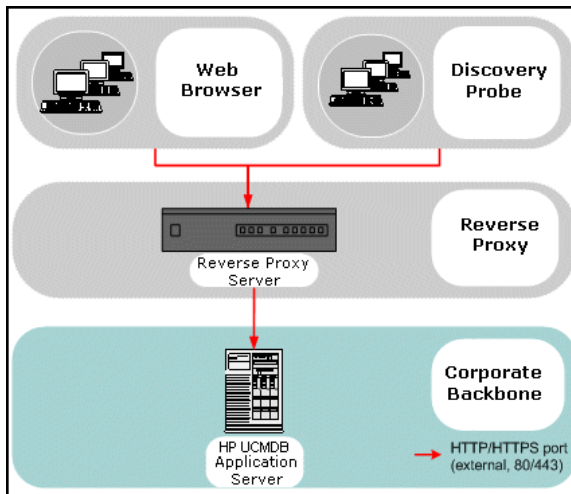 Web
Browser
Discovery
Probe
Reverse Proxy
Server
Reverse
Proxy
HP UCMDB
Application
Server
Corporate
Backbone
HTTP/HTTPS port
(external, 80/443)